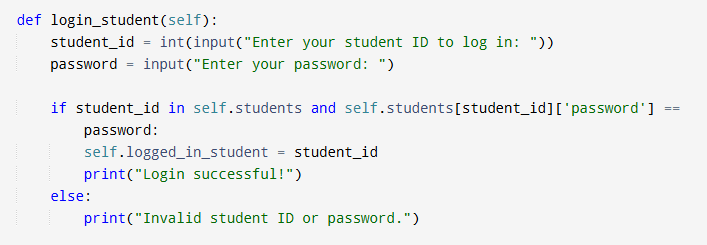 def login_student(self):
    student_id = int(input("Enter your student ID to log in: "))
    password = input("Enter your password: ")

    if student_id in self.students and self.students[student_id]['password'] ==
        password:
        self.logged_in_student = student_id
        print("Login successful!")
    else:
        print("Invalid student ID or password.")